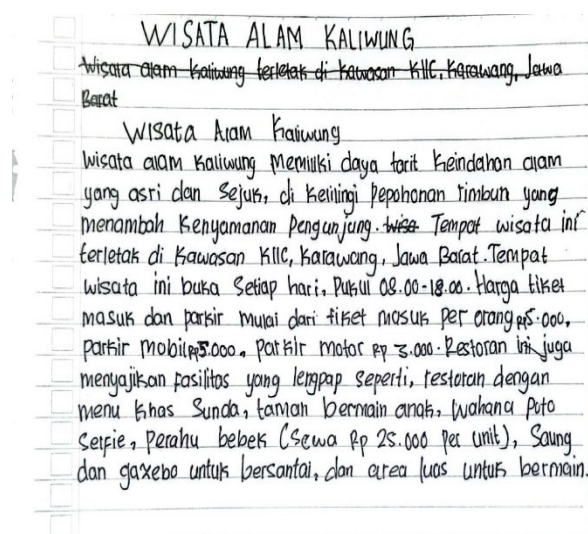 WISATA ALAM KALIWUNG
Wisata alam Kaliwung terletak di kawasan KIIC, Karawang, Jawa
Barat
Wisata Alam Kaliwung
Wisata alam Kaliwung memiliki daya tarik keindahan alam
yang asri dan sejuk, di kelilingi pepohonan rimbun yang
menambah kenyamanan pengunjung. wisa Tempat wisata ini
terletak di kawasan KIIC, Karawang, Jawa Barat. Tempat
wisata ini buka setiap hari, pukul 08.00-18.00. Harga tiket
masuk dan parkir mulai dari tiket masuk per orang Rp5.000,
parkir mobil Rp5.000, parkir motor Rp 3.000. Restoran ini juga
menyajikan fasilitas yang lengpap seperti, restoran dengan
menu khas Sunda, taman bermain anak, wahana poto
selfie, perahu bebek (sewa Rp 25.000 per unit), Saung
dan gaxebo untuk bersantai, dan area luas untuk bermain.